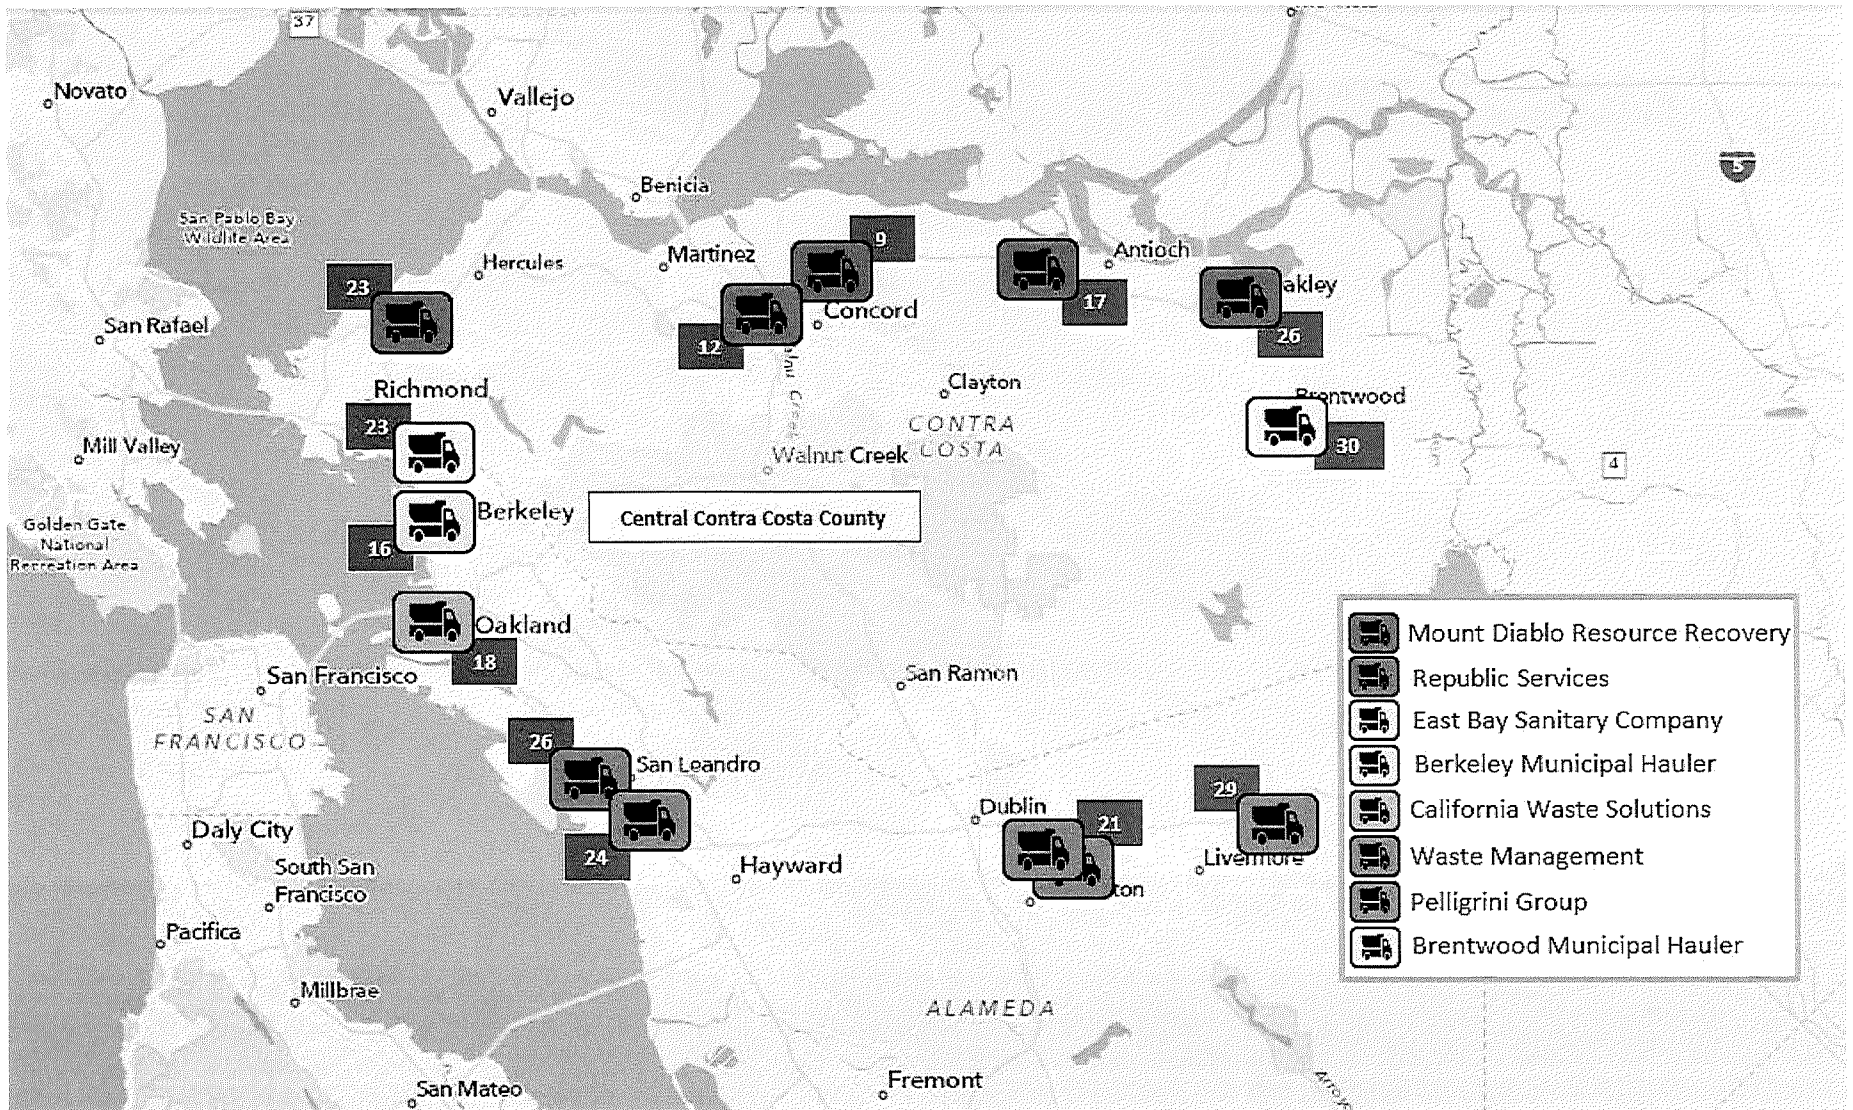 37
Novato
Vallejo
5
Benicia
San Pablo Bay
Wildlife Area
Martinez
9
Antioch
Hercules
23
17
akley
San Rafael
Concord
26
12
Richmond
Clayton
Brentwood
23
CONTRA
COSTA
Mill Valley
Walnut Creek
30
4
Berkeley
Central Contra Costa County
Golden Gate
National
Recreation Area
16
Oakland
18
San Francisco
San Ramon
SAN
FRANCISCO
26
San Leandro
29
Dublin
21
Daly City
24
Livermore
Hayward
South San
Francisco
ton
Pacifica
Millbrae
ALAMEDA
Fremont
San Mateo
Mount Diablo Resource Recovery
Republic Services
East Bay Sanitary Company
Berkeley Municipal Hauler
California Waste Solutions
Waste Management
Pelligrini Group
Brentwood Municipal Hauler